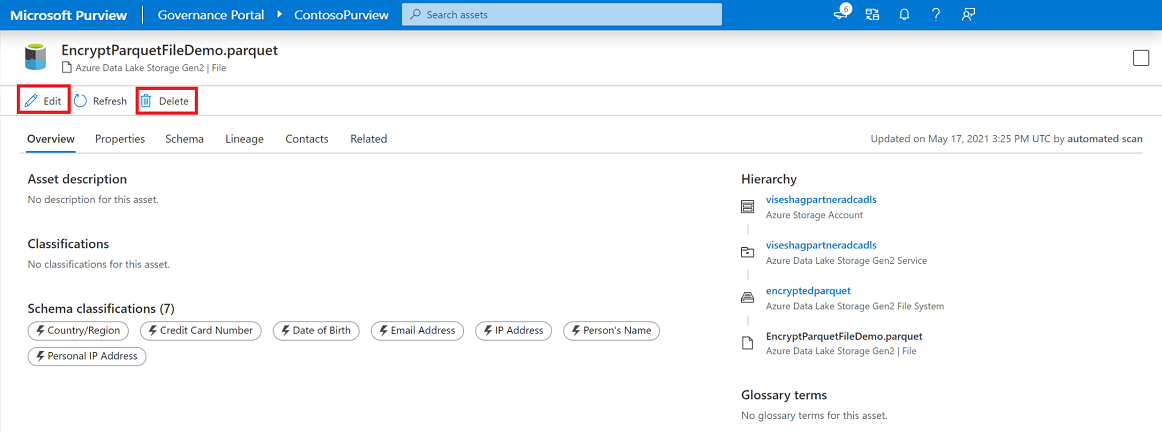 Microsoft Purview Governance Portal ContosoPurview Search assets 6
EncryptParquetFileDemo.parquet
Azure Data Lake Storage Gen2 | File
Edit Refresh Delete
Overview Properties Schema Lineage Contacts Related Updated on May 17, 2021 3:25 PM UTC by automated scan
Asset description
No description for this asset.
Classifications
No classifications for this asset.
Schema classifications (7)
Country/Region Credit Card Number Date of Birth Email Address IP Address Person's Name
Personal IP Address
Hierarchy
viseshagpartneradcadls
Azure Storage Account
viseshagpartneradcadls
Azure Data Lake Storage Gen2 Service
encryptedparquet
Azure Data Lake Storage Gen2 File System
EncryptParquetFileDemo.parquet
Azure Data Lake Storage Gen2 | File
Glossary terms
No glossary terms for this asset.